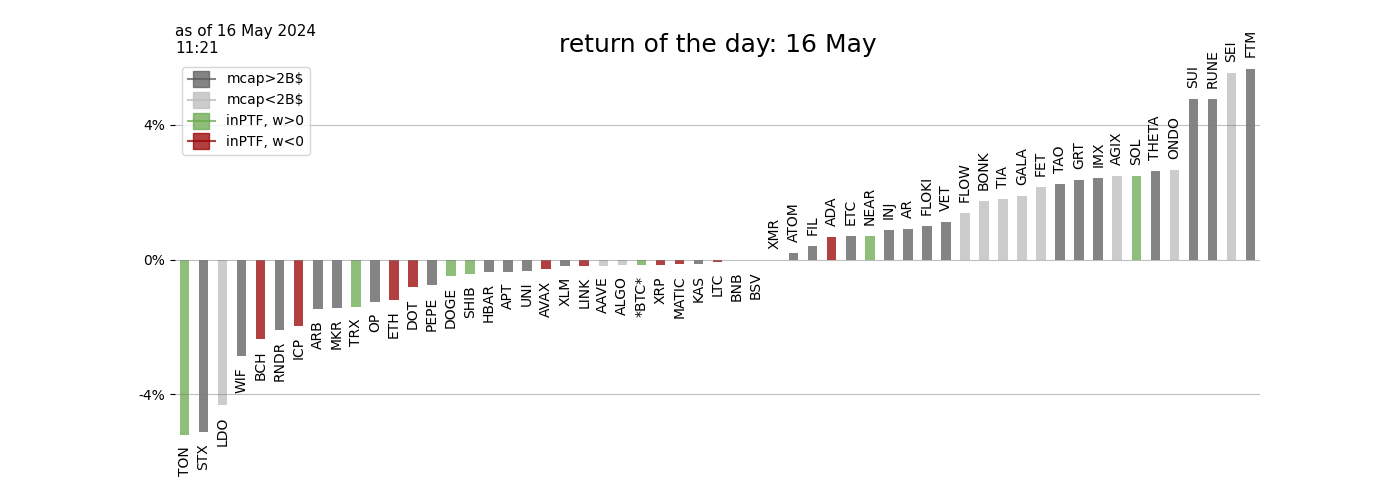 as of 16 May 2024
11:21
return of the day: 16 May
mcap>2B$
mcap<2B$
inPTF, w>0
inPTF, w<0
4%
0%
-4%
TON
STX
LDO
WIF
BCH
RNDR
ICP
ARB
MKR
TRX
OP
ETH
DOT
PEPE
DOGE
SHIB
HBAR
APT
UNI
AVAX
XLM
LINK
AAVE
ALGO
*BTC*
XRP
MATIC
KAS
LTC
BNB
BSV
XMR
ATOM
FIL
ADA
ETC
NEAR
INJ
AR
FLOKI
VET
FLOW
BONK
TIA
GALA
FET
TAO
GRT
IMX
AGIX
SOL
THETA
ONDO
SUI
RUNE
SEI
FTM